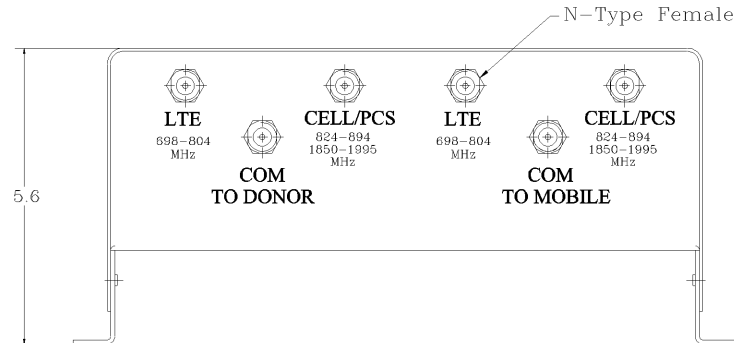 N-Type Female
LTE
698-804
MHz
CELL/PCS
824-894
1850-1995
MHz
COM
TO DONOR
LTE
698-804
MHz
CELL/PCS
824-894
1850-1995
MHz
COM
TO MOBILE
5.6